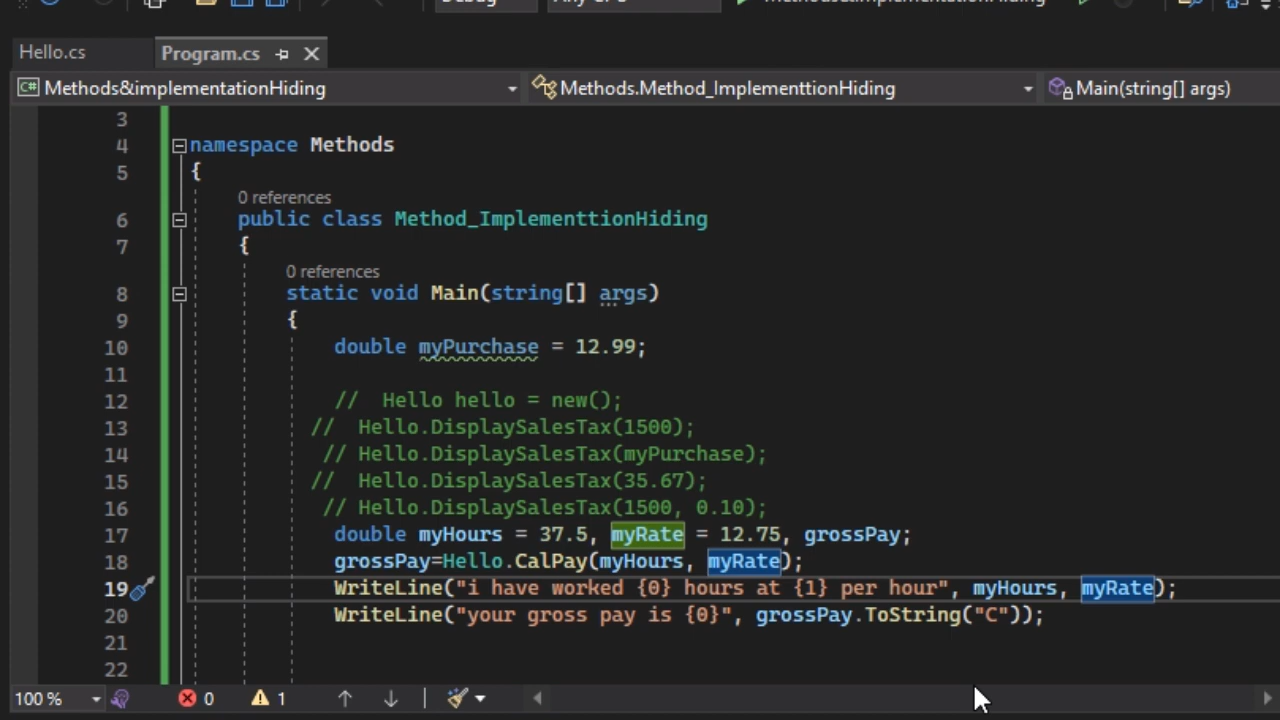 Hello.cs
Program.cs
C# Methods&implementationHiding
Methods.Method_ImplementtionHiding
Main(string[] args)
3
4 namespace Methods
5 {
0 references
6 public class Method_ImplementtionHiding
7 {
0 references
8 static void Main(string[] args)
9 {
10 double myPurchase = 12.99;
11
12 //  Hello hello = new();
13 //  Hello.DisplaySalesTax(1500);
14 // Hello.DisplaySalesTax(myPurchase);
15 //  Hello.DisplaySalesTax(35.67);
16 // Hello.DisplaySalesTax(1500, 0.10);
17 double myHours = 37.5, myRate = 12.75, grossPay;
18 grossPay=Hello.CalPay(myHours, myRate);
19 WriteLine("i have worked {0} hours at {1} per hour", myHours, myRate);
20 WriteLine("your gross pay is {0}", grossPay.ToString("C"));
21
22
100 % 0 1